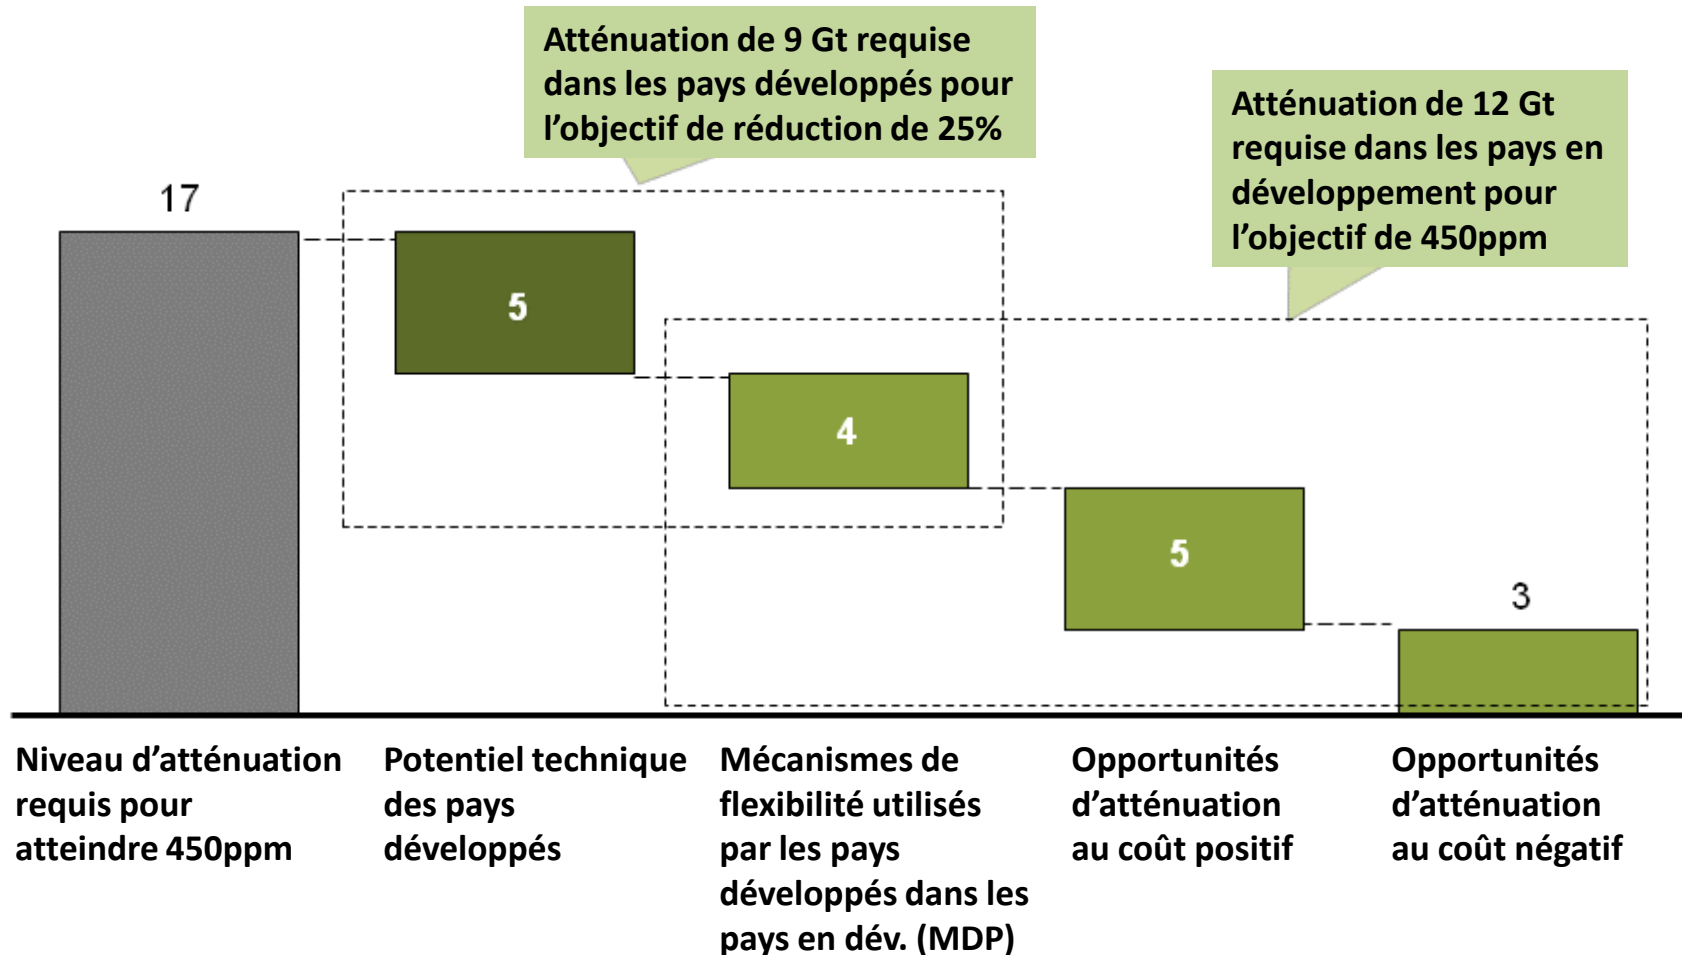 Atténuation de 9 Gt requise
dans les pays développés pour
l’objectif de réduction de 25%
Atténuation de 12 Gt
requise dans les pays en
développement pour
l’objectif de 450ppm
17
5
4
5
3
Niveau d’atténuation
requis pour
atteindre 450ppm
Potentiel technique
des pays
développés
Mécanismes de
flexibilité utilisés
par les pays
développés dans les
pays en dév. (MDP)
Opportunités
d’atténuation
au coût positif
Opportunités
d’atténuation
au coût négatif